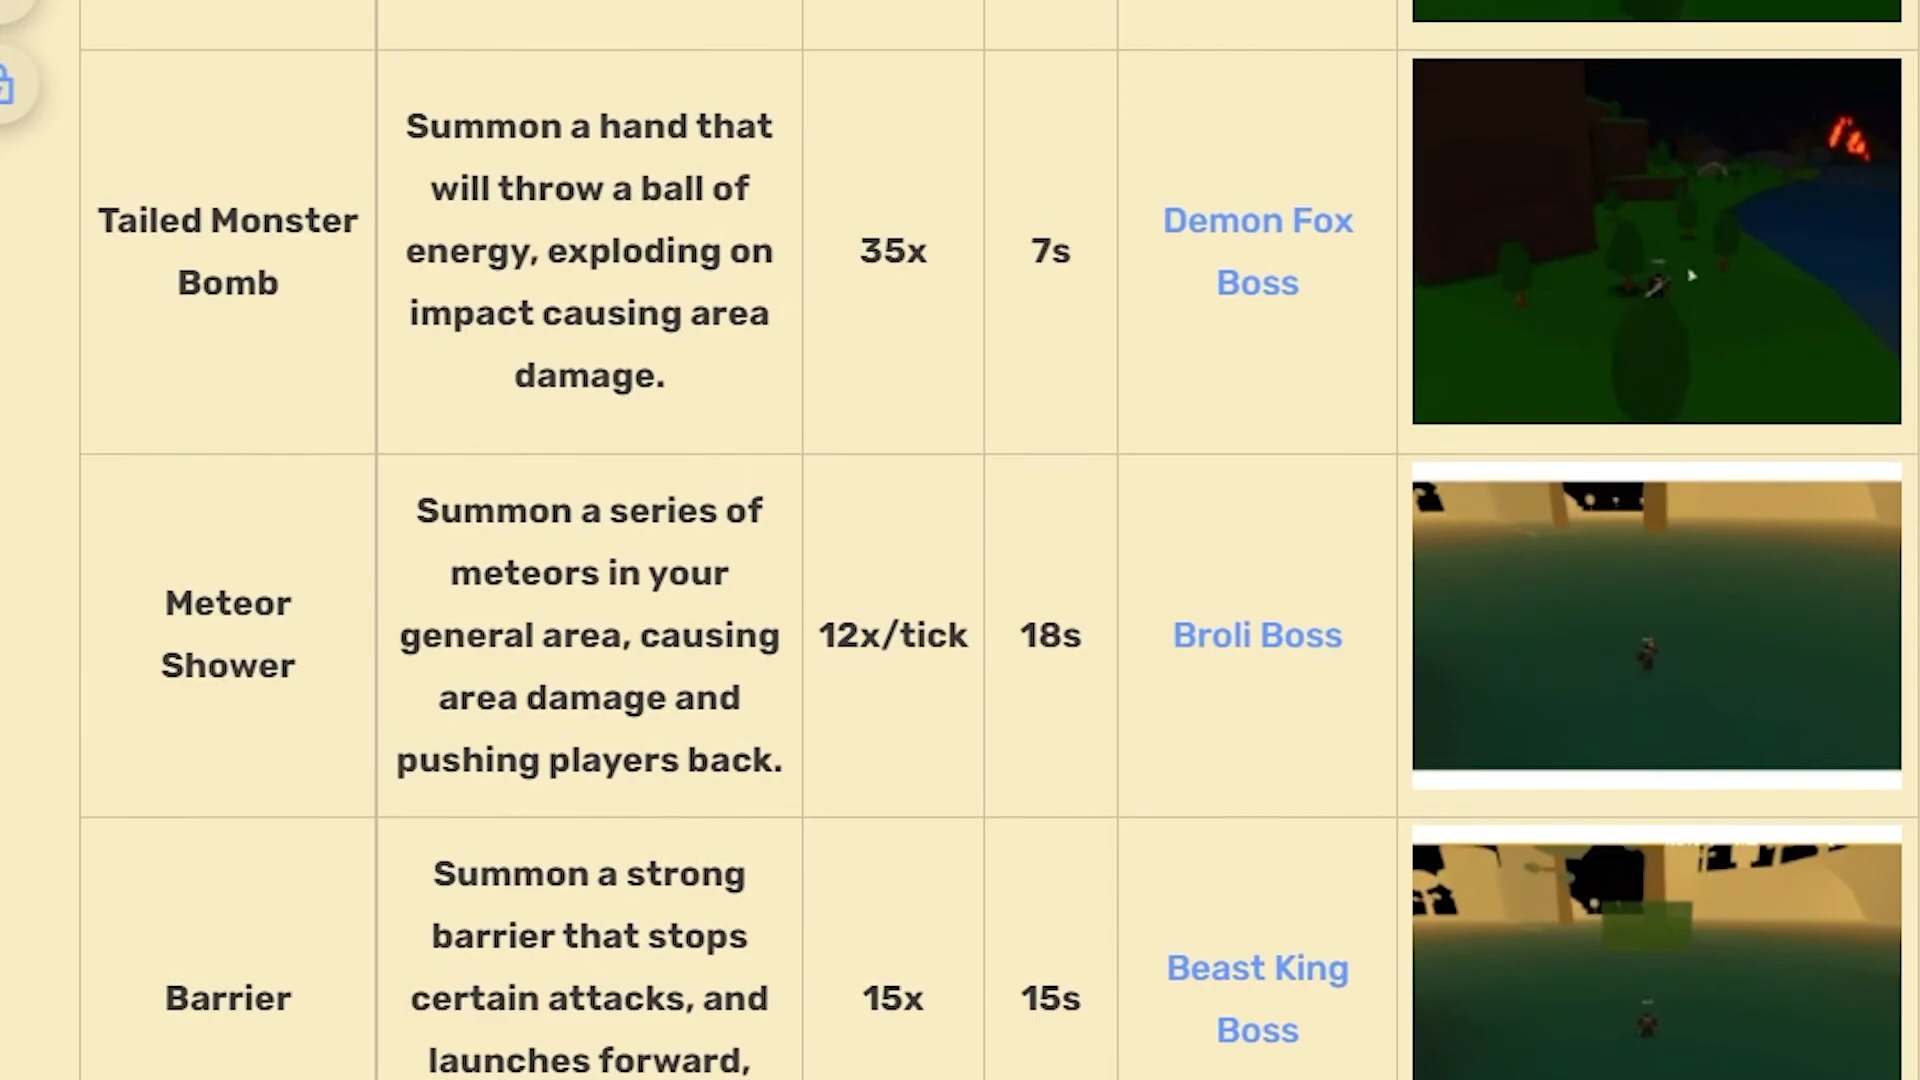 Tailed Monster
Bomb
Summon a hand that
will throw a ball of
energy, exploding on
impact causing area
damage.
35x
7s
Demon Fox
Boss
Meteor
Shower
Summon a series of
meteors in your
general area, causing
area damage and
pushing players back.
12x/tick
18s
Broli Boss
Barrier
Summon a strong
barrier that stops
certain attacks, and
launches forward,
15x
15s
Beast King
Boss